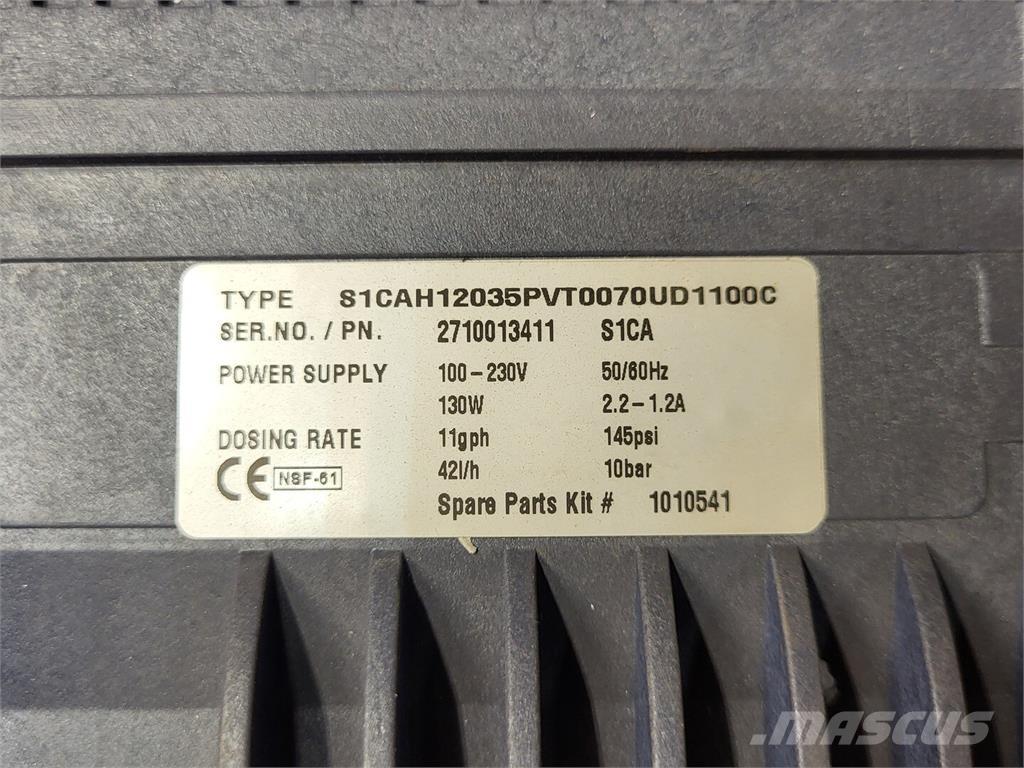 TYPE S1CAH12035PVT0070UD1100C
SER.NO. / PN. 2710013411 S1CA
POWER SUPPLY 100-230V 50/60Hz
130W 2.2-1.2A
DOSING RATE 11gph 145psi
CE NSF-61 42l/h 10bar
Spare Parts Kit # 1010541
MASCUS